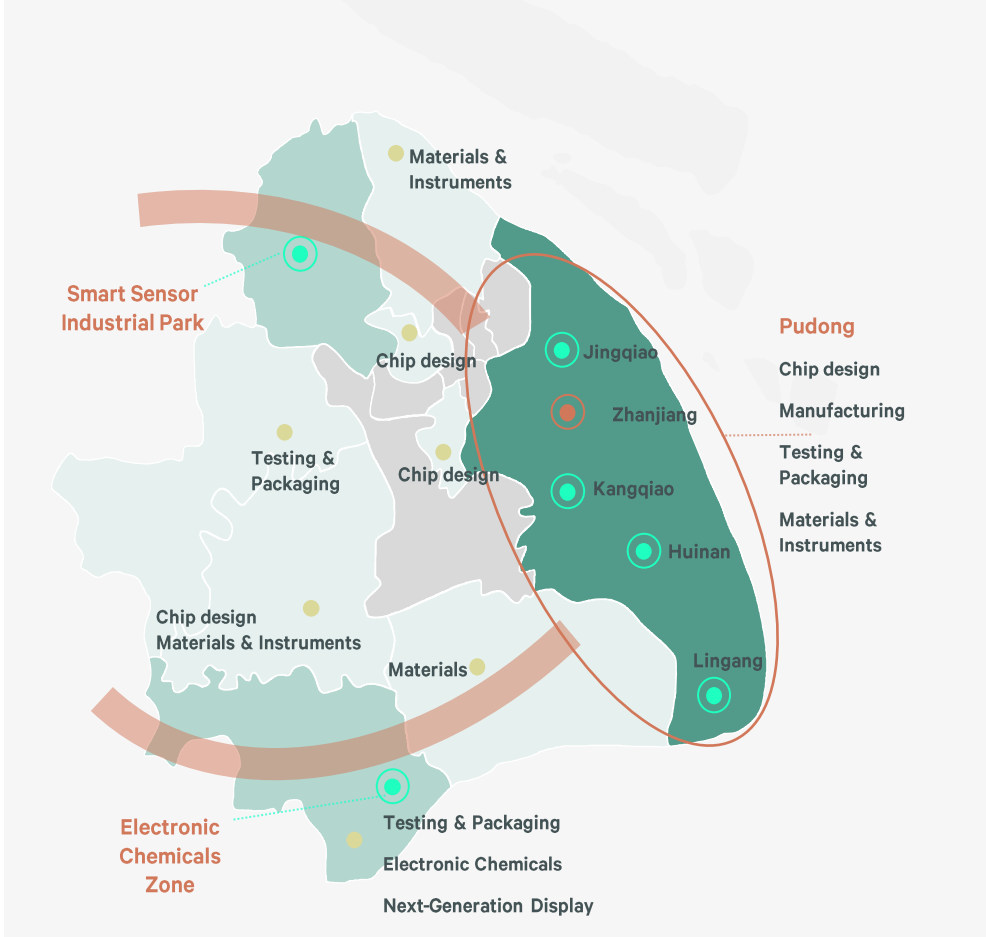 Materials &
Instruments
Smart Sensor
Industrial Park
Chip design
Jingqiao
Pudong
Chip design
Manufacturing
Testing &
Packaging
Materials &
Instruments
Zhanjiang
Testing &
Packaging
Chip design
Kangqiao
Huinan
Chip design
Materials & Instruments
Materials
Lingang
Electronic
Chemicals
Zone
Testing & Packaging
Electronic Chemicals
Next-Generation Display